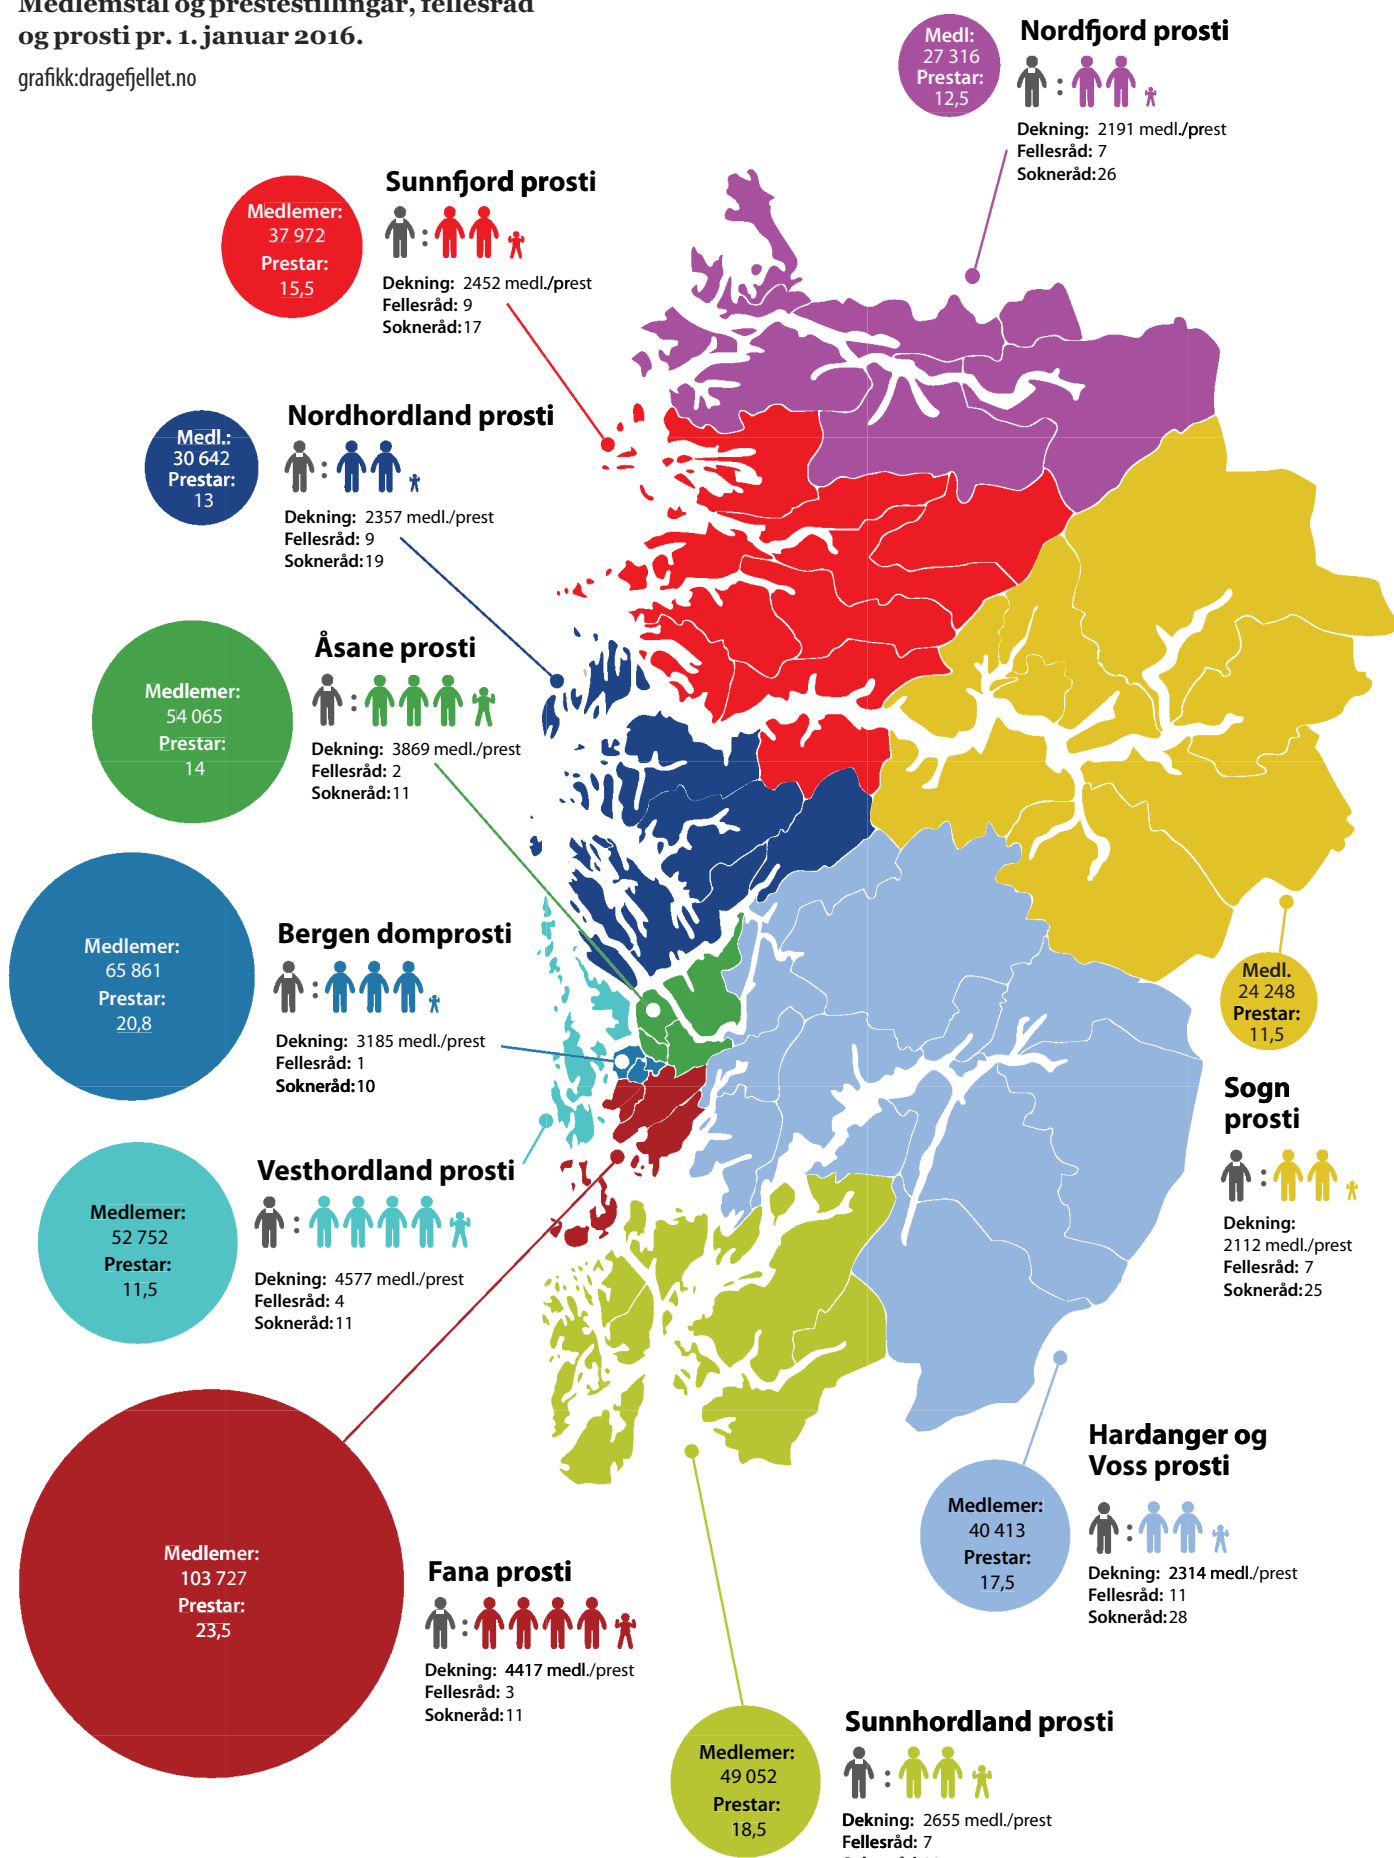 Medlemstal og prestestillingar, fellesråd
og prosti pr. 1. januar 2016.
grafikk:dragefjellet.no
Medl:
27 316
Prestar:
12,5
Nordfjord prosti
:
Dekning: 2191 medl./prest
Fellesråd: 7
Sokneråd:26
Medlemer:
37 972
Prestar:
15,5
Sunnfjord prosti
:
Dekning: 2452 medl./prest
Fellesråd: 9
Sokneråd:17
Medl.:
30 642
Prestar:
13
Nordhordland prosti
:
Dekning: 2357 medl./prest
Fellesråd: 9
Sokneråd:19
Medlemer:
54 065
Prestar:
14
Åsane prosti
:
Dekning: 3869 medl./prest
Fellesråd: 2
Sokneråd:11
Medlemer:
65 861
Prestar:
20,8
Bergen domprosti
:
Dekning: 3185 medl./prest
Fellesråd: 1
Sokneråd:10
Medl.
24 248
Prestar:
11,5
Sogn
prosti
:
Dekning:
2112 medl./prest
Fellesråd: 7
Sokneråd:25
Medlemer:
52 752
Prestar:
11,5
Vesthordland prosti
:
Dekning: 4577 medl./prest
Fellesråd: 4
Sokneråd:11
Medlemer:
103 727
Prestar:
23,5
Fana prosti
:
Dekning: 4417 medl./prest
Fellesråd: 3
Sokneråd:11
Medlemer:
40 413
Prestar:
17,5
Hardanger og
Voss prosti
:
Dekning: 2314 medl./prest
Fellesråd: 11
Sokneråd:28
Medlemer:
49 052
Prestar:
18,5
Sunnhordland prosti
:
Dekning: 2655 medl./prest
Fellesråd: 7